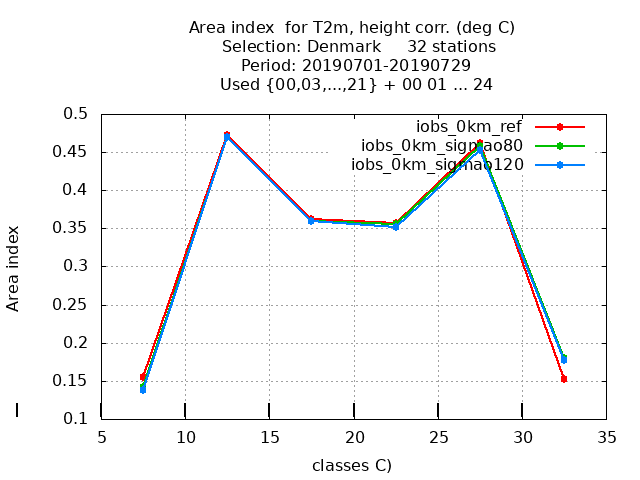 Area index  for T2m, height corr. (deg C)
Selection: Denmark     32 stations
Period: 20190701-20190729
Used {00,03,...,21} + 00 01 ... 24
0.5
iobs_0km_ref
0.45
iobs_0km_sigmao80
iobs_0km_sigmao120
0.4
0.35
0.3
0.25
0.2
0.15
0.1
Area index
5 10 15 20 25 30 35
classes C)